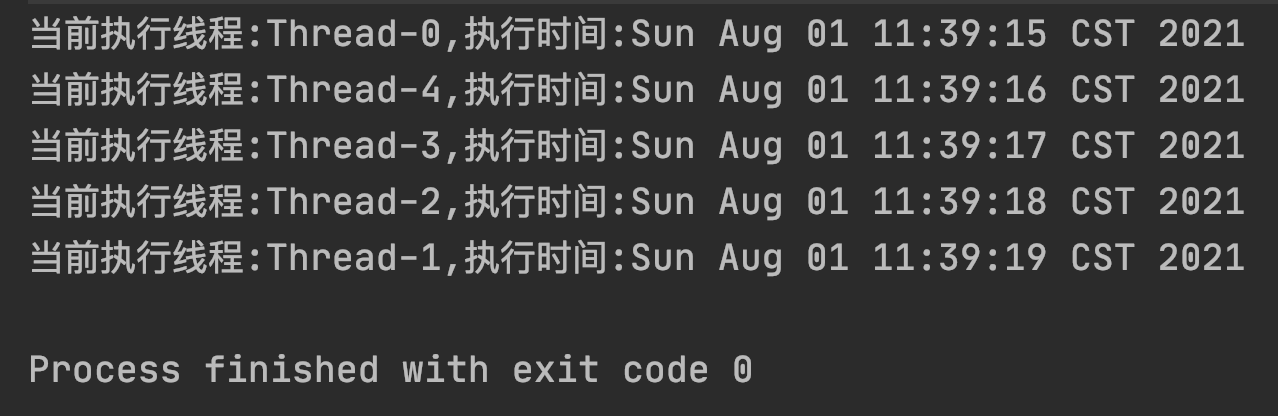 当前执行线程:Thread-0,执行时间:Sun Aug 01 11:39:15 CST 2021
当前执行线程:Thread-4,执行时间:Sun Aug 01 11:39:16 CST 2021
当前执行线程:Thread-3,执行时间:Sun Aug 01 11:39:17 CST 2021
当前执行线程:Thread-2,执行时间:Sun Aug 01 11:39:18 CST 2021
当前执行线程:Thread-1,执行时间:Sun Aug 01 11:39:19 CST 2021
Process finished with exit code 0